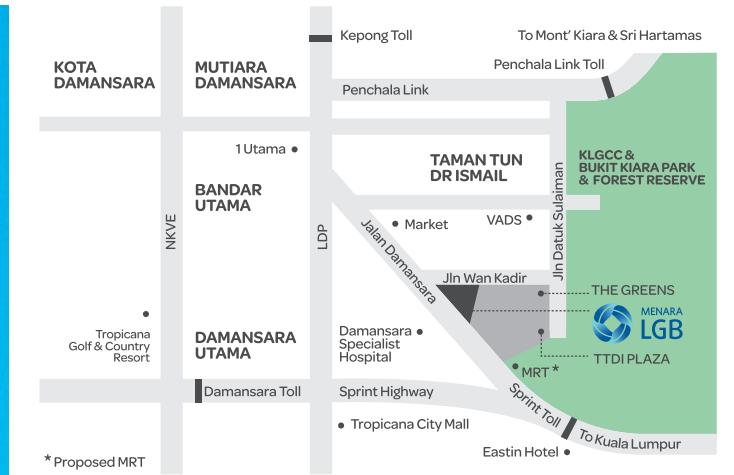 Kepong Toll
To Mont' Kiara & Sri Hartamas
Penchala Link Toll
KOTA
DAMANSARA
MUTIARA
DAMANSARA
Penchala Link
1 Utama
TAMAN TUN
DR ISMAIL
KLGCC &
BUKIT KIARA PARK
& FOREST RESERVE
BANDAR
UTAMA
NKVE
LDP
Jalan Damansara
Market
VADS
Jln Datuk Sulaiman
Jln Wan Kadir
THE GREENS
MENARA
LGB
TTDI PLAZA
Tropicana
Golf & Country
Resort
DAMANSARA
UTAMA
Damansara
Specialist
Hospital
MRT *
Damansara Toll
Sprint Highway
Sprint Toll
Tropicana City Mall
To Kuala Lumpur
Eastin Hotel
* Proposed MRT